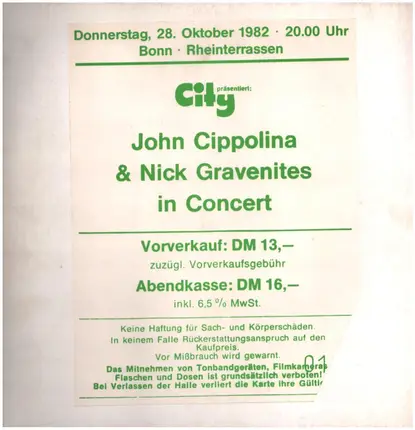 Donnerstag, 28. Oktober 1982 · 20.00 Uhr
Bonn · Rheinterrassen
präsentiert:
City
John Cippolina
& Nick Gravenites
in Concert
Vorverkauf: DM 13,—
zuzügl. Vorverkaufsgebühr
Abendkasse: DM 16,—
inkl. 6,5 % MwSt.
Keine Haftung für Sach- und Körperschäden.
In keinem Falle Rückerstattungsanspruch auf den
Kaufpreis.
Vor Mißbrauch wird gewarnt.
Das Mitnehmen von Tonbandgeräten, Filmkameras
Flaschen und Dosen ist grundsätzlich verboten!
Bei Verlassen der Halle verliert die Karte ihre Gülti
01